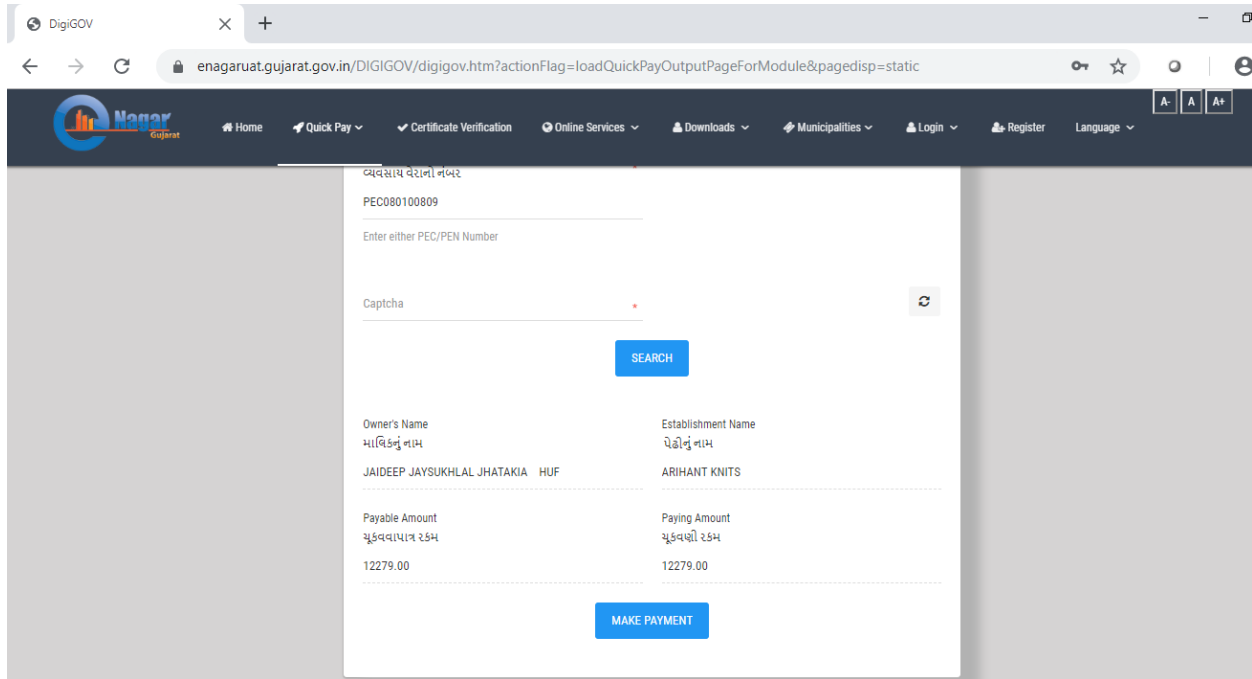 DigiGOV
enagaruat.gujarat.gov.in/DIGIGOV/digigov.htm?actionFlag=loadQuickPayOutputPageForModule&pagedisp=static
A- A A+
Nagar
Gujarat
Home Quick Pay Certificate Verification Online Services Downloads Municipalities Login Register Language
વ્યવસાય વેરાનો નંબર *
PEC080100809
Enter either PEC/PEN Number
Captcha *
SEARCH
Owner's Name Establishment Name
માલિકનું નામ પેઢીનું નામ
JAIDEEP JAYSUKHLAL JHATAKIA HUF ARIHANT KNITS
Payable Amount Paying Amount
ચૂકવવાપાત્ર રકમ ચૂકવણી રકમ
12279.00 12279.00
MAKE PAYMENT